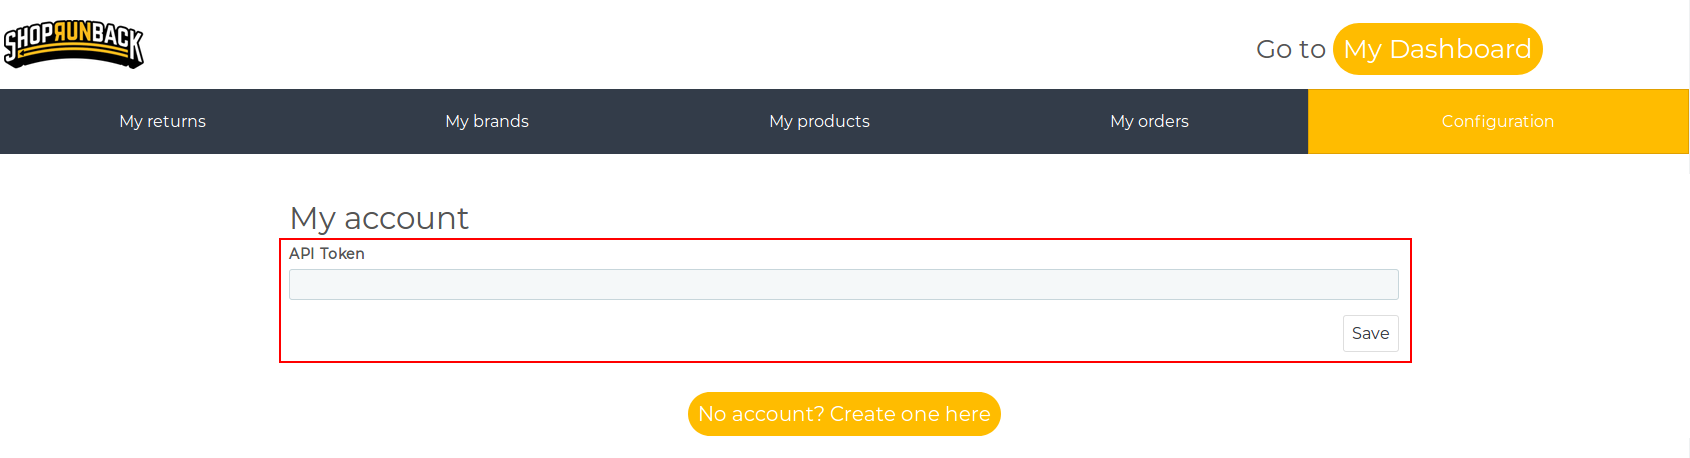 SHOPRUNBACK
Go to My Dashboard
My returns My brands My products My orders Configuration
My account
API Token
Save
No account? Create one here